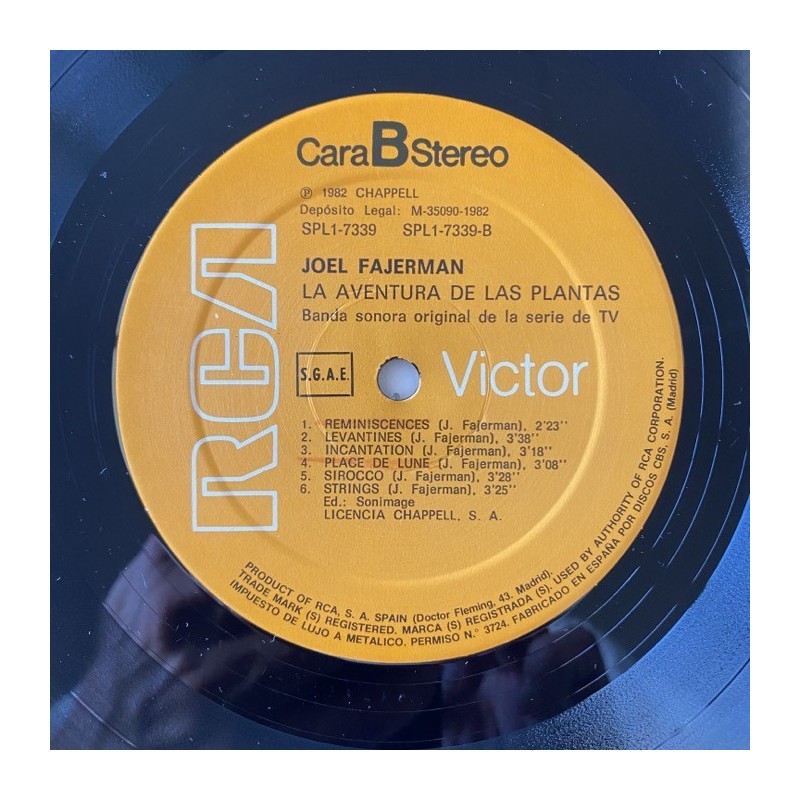 Cara B Stereo
℗ 1982 CHAPPELL
Depósito Legal: M-35090-1982
SPL1-7339 SPL1-7339-B
JOEL FAJERMAN
LA AVENTURA DE LAS PLANTAS
Banda sonora original de la serie de TV
RCA
S.G.A.E.
Victor
1. REMINISCENCES (J. Fajerman), 2'23''
2. LEVANTINES (J. Fajerman), 3'38''
3. INCANTATION (J. Fajerman), 3'18''
4. PLACE DE LUNE (J. Fajerman), 3'08''
5. SIROCCO (J. Fajerman), 3'28''
6. STRINGS (J. Fajerman), 3'25''
Ed.: Sonimage
LICENCIA CHAPPELL, S. A.
PRODUCT OF RCA, S. A. SPAIN (Doctor Fleming, 43. Madrid).
TRADE MARK (S) REGISTERED. MARCA (S) REGISTRADA (S). USED BY AUTHORITY OF RCA CORPORATION.
IMPUESTO DE LUJO A METALICO. PERMISO N.° 3724. FABRICADO EN ESPAÑA POR DISCOS CBS, S. A. (Madrid)